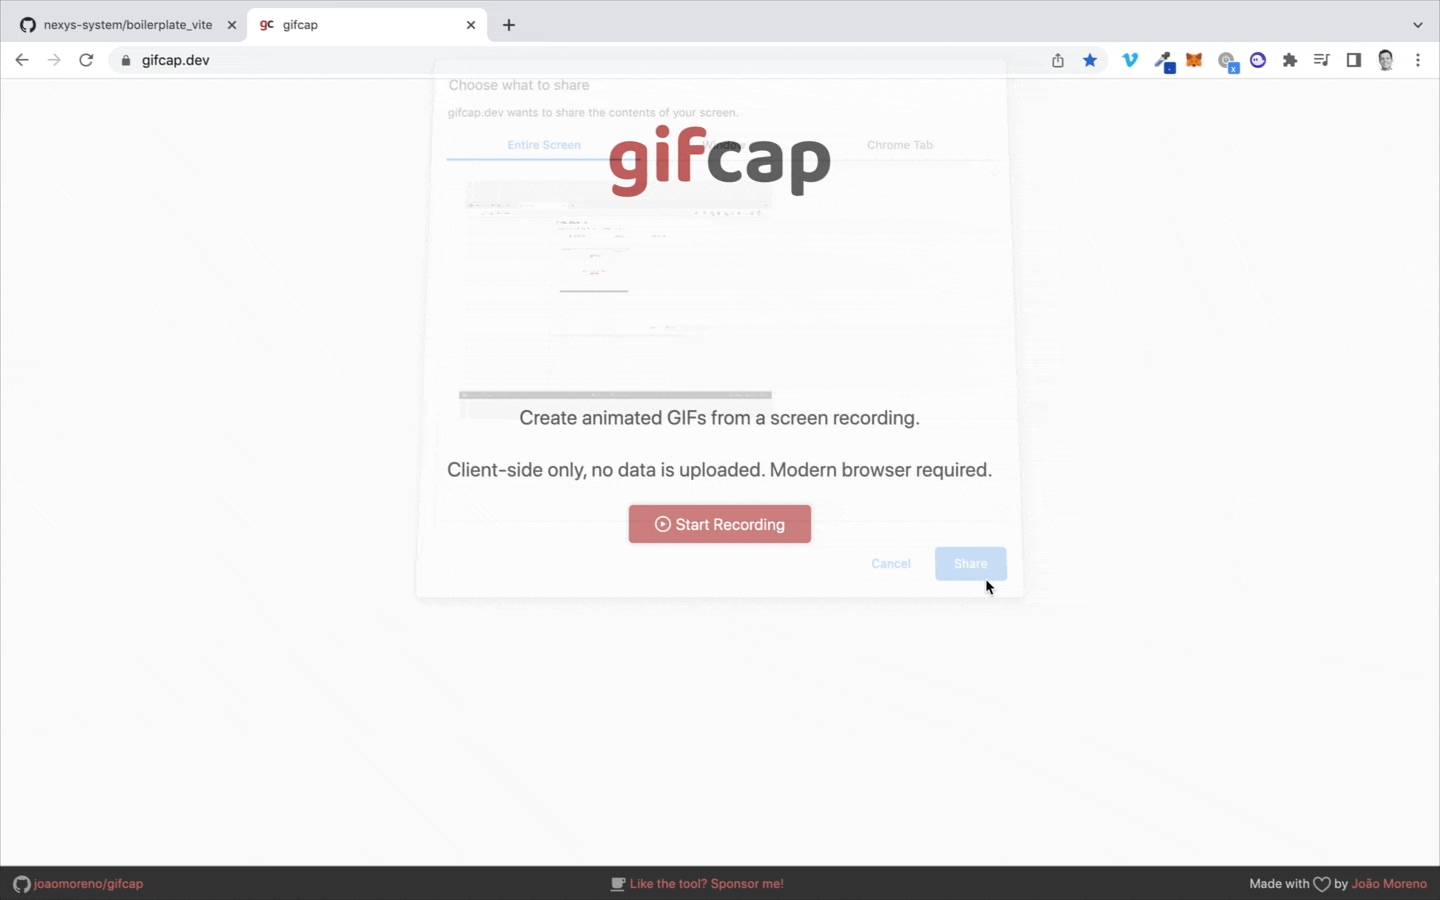 nexys-system/boilerplate_vite
gc gifcap
gifcap.dev
Choose what to share
gifcap.dev wants to share the contents of your screen.
Entire Screen Window Chrome Tab
gifcap
Create animated GIFs from a screen recording.
Client-side only, no data is uploaded. Modern browser required.
Start Recording
Cancel Share
joaomoreno/gifcap Like the tool? Sponsor me! Made with by João Moreno